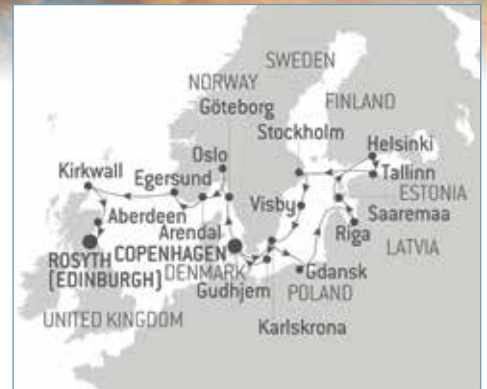 SWEDEN
NORWAY
FINLAND
Göteborg
Stockholm
Helsinki
Oslo
Kirkwall
Egersund
Tallinn
ESTONIA
Aberdeen
Visby
Saaremaa
Arendal
Riga
ROSYTH
(EDINBURGH)
COPENHAGEN
LATVIA
DENMARK
Gdansk
Gudhjem
POLAND
UNITED KINGDOM
Karlskrona